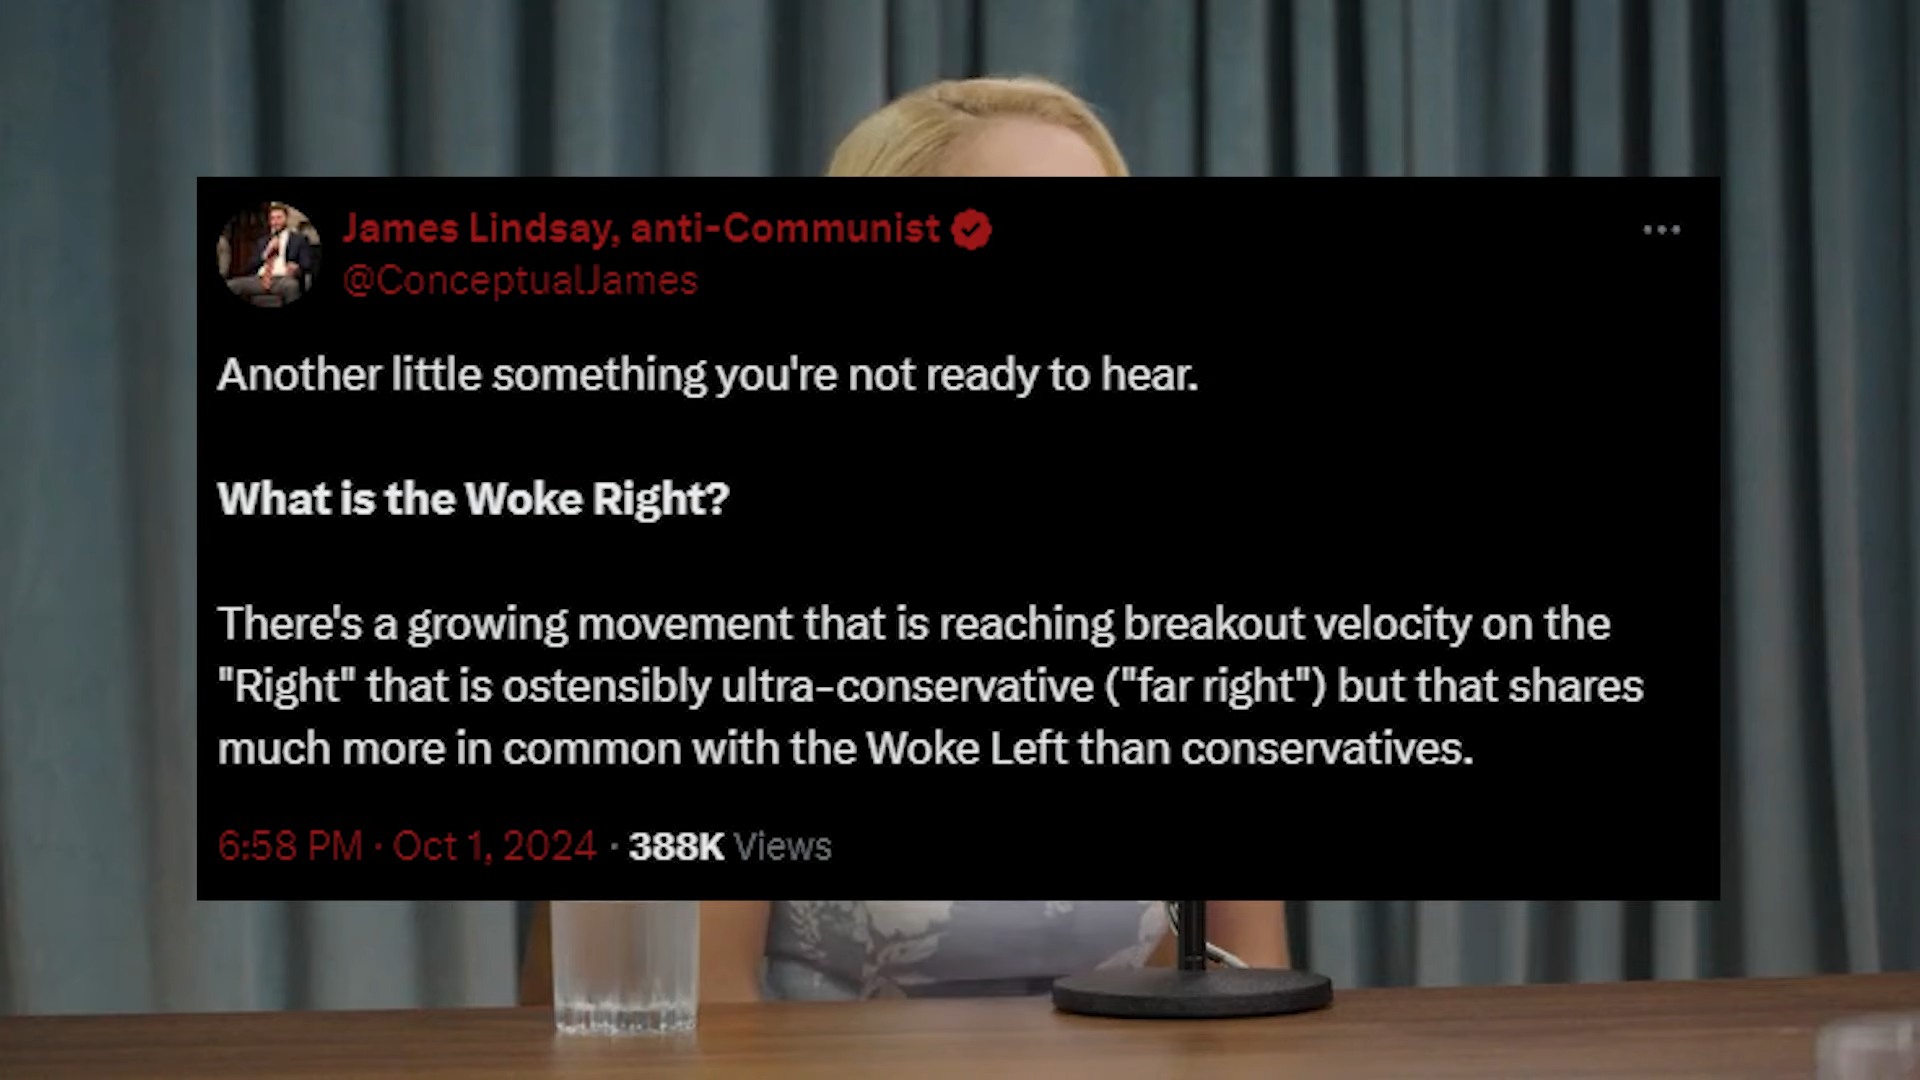 James Lindsay, anti-Communist
@ConceptualJames
Another little something you're not ready to hear.
What is the Woke Right?
There's a growing movement that is reaching breakout velocity on the
"Right" that is ostensibly ultra-conservative ("far right") but that shares
much more in common with the Woke Left than conservatives.
6:58 PM · Oct 1, 2024 · 388K Views